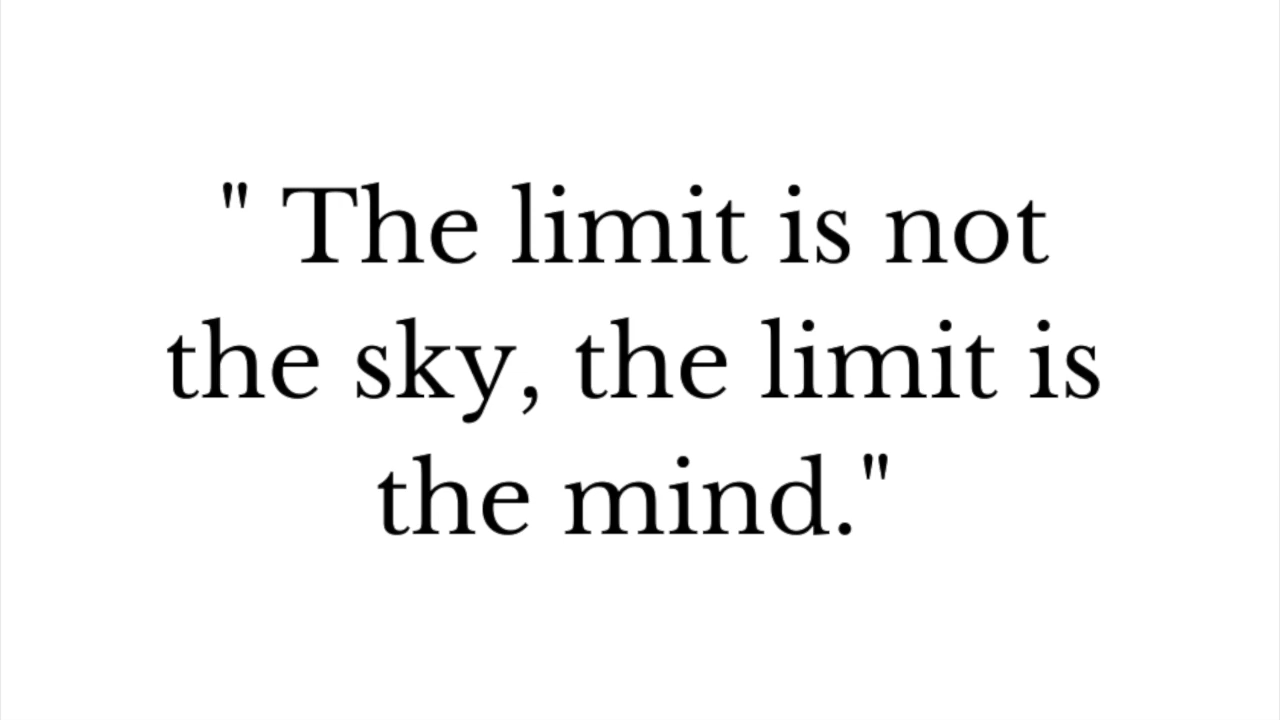 " The limit is not
the sky, the limit is
the mind."